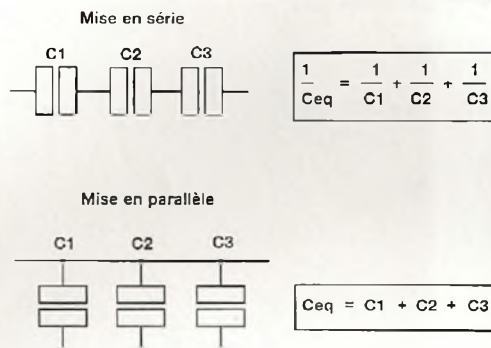 Mise en série
C1 C2 C3
1/Ceq = 1/C1 + 1/C2 + 1/C3
Mise en parallèle
C1 C2 C3
Ceq = C1 + C2 + C3